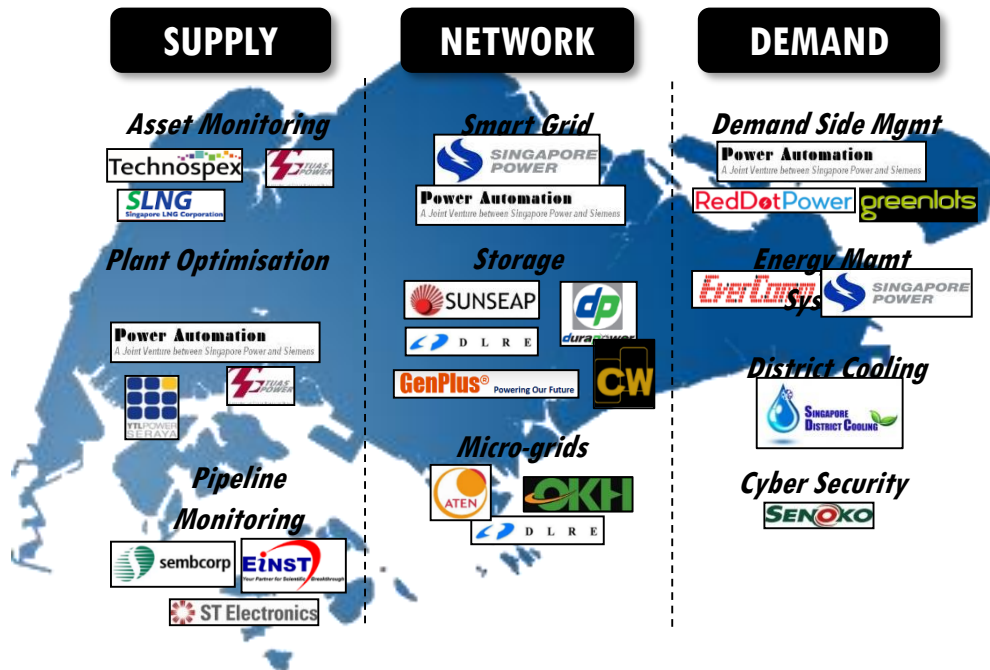 SUPPLY
Asset Monitoring
Technospex
TUAS
POWER
SLNG
Singapore LNG Corporation
Plant Optimisation
Power Automation
A Joint Venture between Singapore Power and Siemens
TUAS
POWER
YTLPOWER
SERAYA
Pipeline
Monitoring
sembcorp
EiNST
Your Partner for Scientific Breakthrough
ST Electronics
NETWORK
Smart Grid
SINGAPORE
POWER
Power Automation
A Joint Venture between Singapore Power and Siemens
Storage
SUNSEAP
dp
durapower
DLRE
GenPlus® Powering Our Future
CW
Micro-grids
ATEN
OKH
DLRE
DEMAND
Demand Side Mgmt
Power Automation
A Joint Venture between Singapore Power and Siemens
RedDotPower
greenlots
Energy Mgmt
Sys
EverComm
SINGAPORE
POWER
District Cooling
SINGAPORE
DISTRICT COOLING
Cyber Security
SENOKO